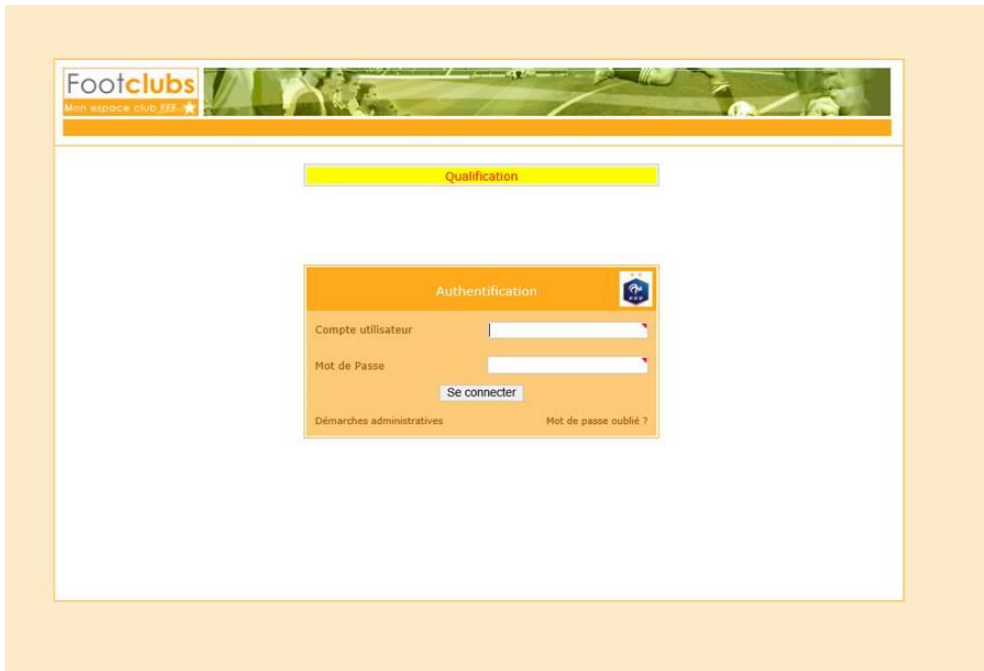 Footclubs
Mon espace club FFF
Qualification
Authentification
FFF
Compte utilisateur
Mot de Passe
Se connecter
Démarches administratives
Mot de passe oublié ?